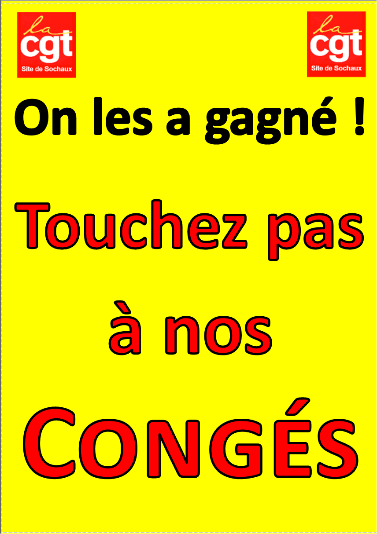 la la
cgt cgt
Site de Sochaux Site de Sochaux
On les a gagné !
Touchez pas
à nos
CONGÉS